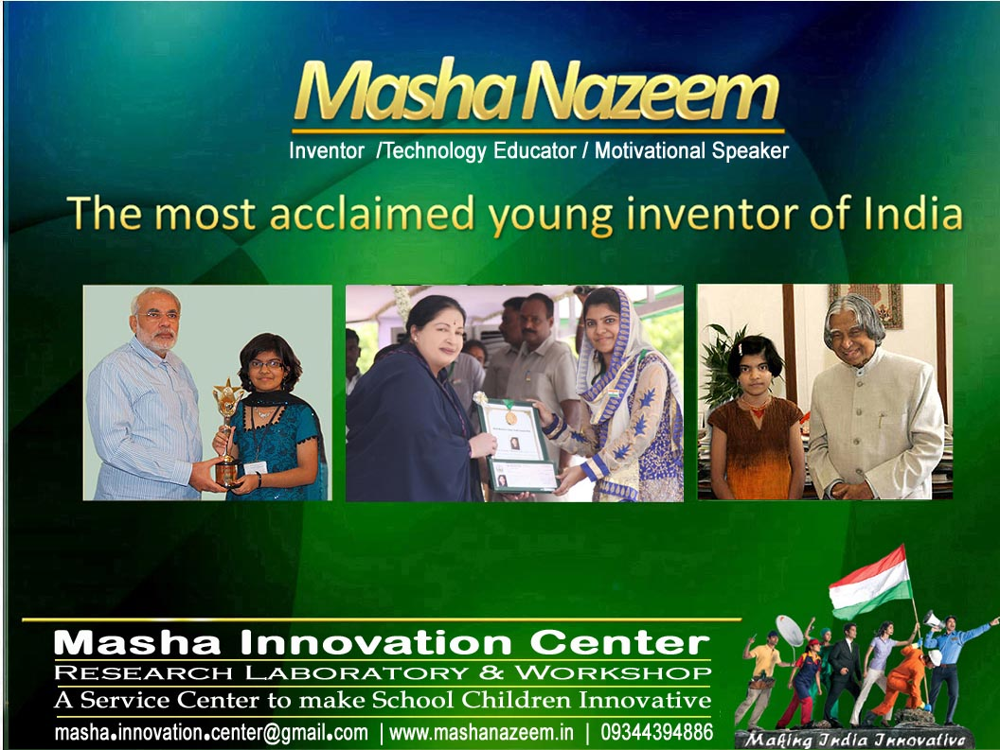 Masha Nazeem
Inventor /Technology Educator / Motivational Speaker
The most acclaimed young inventor of India
Masha Innovation Center
RESEARCH LABORATORY & WORKSHOP
A Service Center to make School Children Innovative
masha.innovation.center@gmail.com | www.mashanazeem.in | 09344394886
Making India Innovative